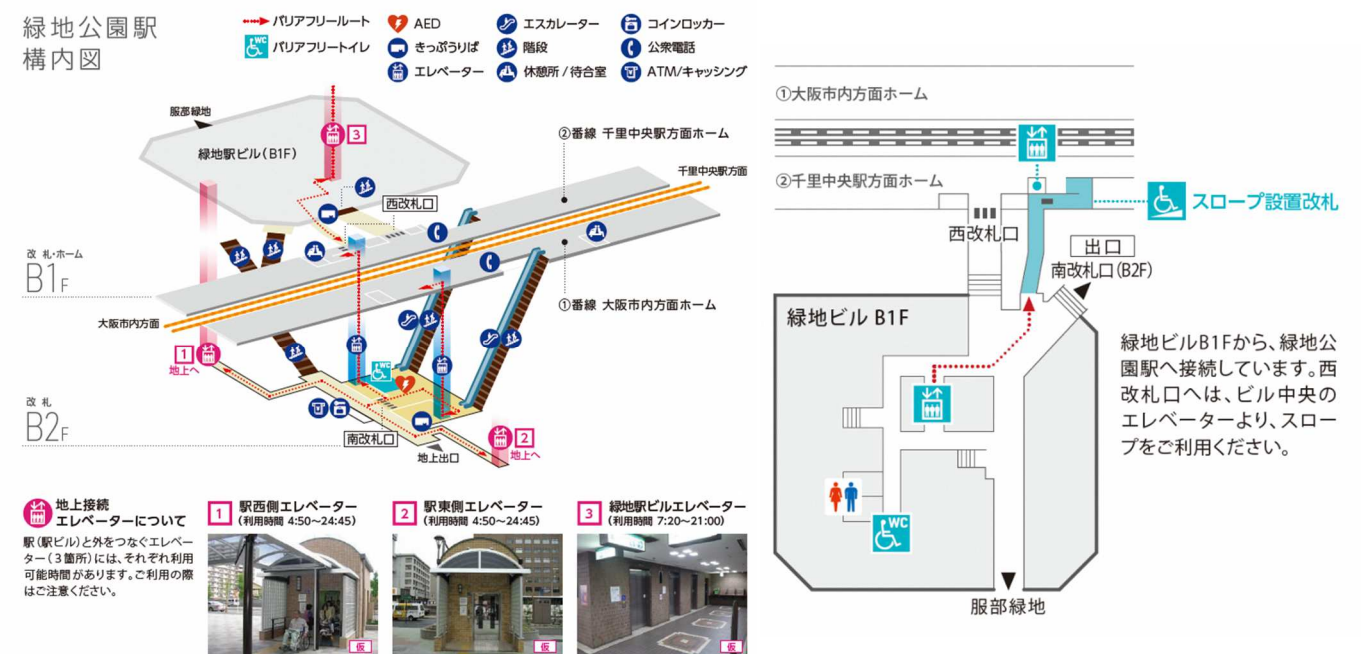 緑地公園駅
構内図
バリアフリールート
バリアフリートイレ
AED
きっぷうりば
エレベーター
エスカレーター
階段
休憩所 / 待合室
コインロッカー
公衆電話
ATM/キャッシング
服部緑地
緑地駅ビル(B1F)
3
②番線 千里中央駅方面ホーム
千里中央駅方面
西改札口
改札・ホーム
B1F
大阪市内方面
①番線 大阪市内方面ホーム
1
地上へ
WC
改札
B2F
南改札口
地上出口
2
地上へ
地上接続
エレベーターについて
駅(駅ビル)と外をつなぐエレベー
ター(3箇所)には、それぞれ利用
可能時間があります。ご利用の際
はご注意ください。
1 駅西側エレベーター
(利用時間 4:50〜24:45)
仮
2 駅東側エレベーター
(利用時間 4:50〜24:45)
仮
3 緑地駅ビルエレベーター
(利用時間 7:20〜21:00)
仮
①大阪市内方面ホーム
②千里中央駅方面ホーム
スロープ設置改札
西改札口
出口
南改札口(B2F)
緑地ビル B1F
WC
服部緑地
緑地ビルB1Fから、緑地公
園駅へ接続しています。西
改札口へは、ビル中央の
エレベーターより、スロー
プをご利用ください。